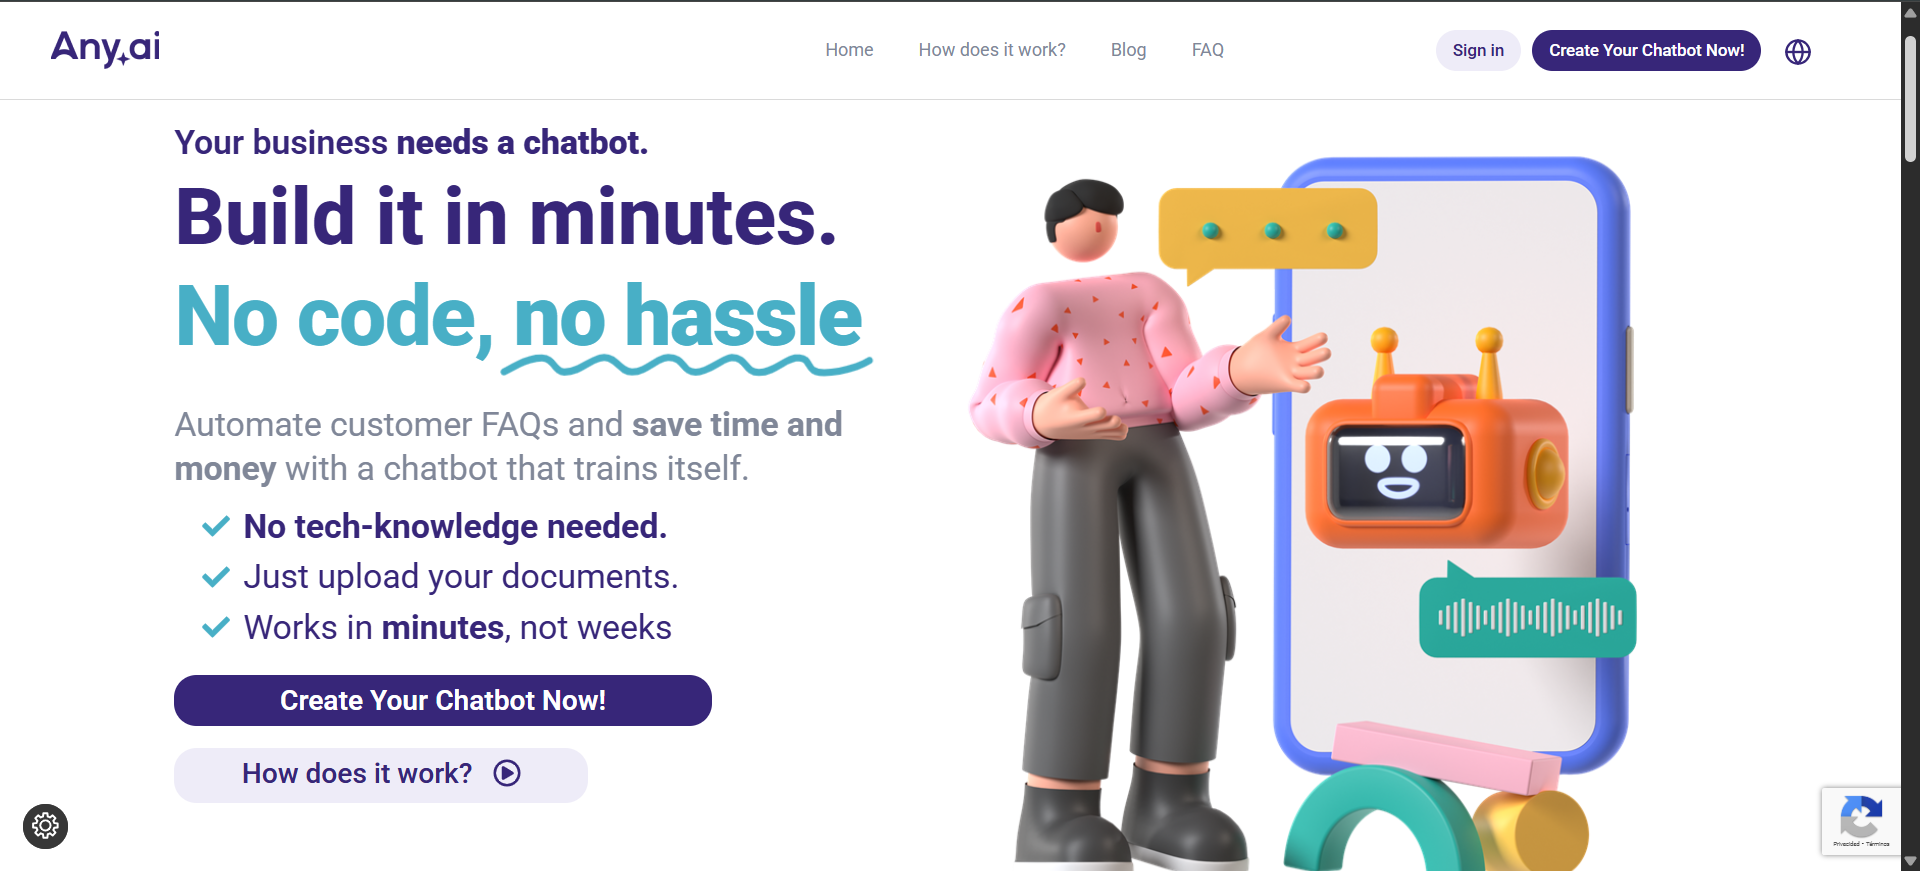 Any.ai
Home
How does it work?
Blog
FAQ
Sign in
Create Your Chatbot Now!
Your business needs a chatbot.
Build it in minutes.
No code, no hassle
Automate customer FAQs and save time and
money with a chatbot that trains itself.
No tech-knowledge needed.
Just upload your documents.
Works in minutes, not weeks
Create Your Chatbot Now!
How does it work?
Privacidad - Términos